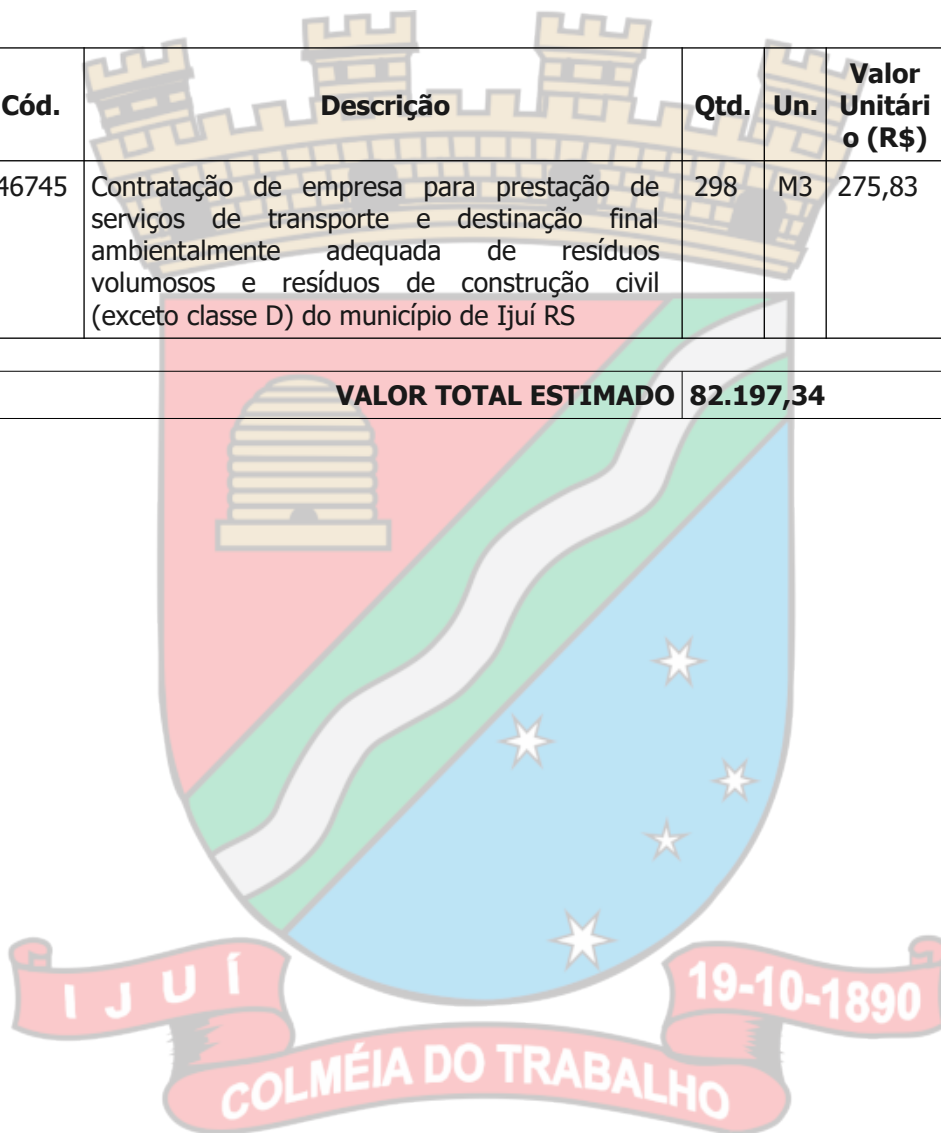 Cód. Descrição Qtd. Un. Valor
Unitári
o (R$)
46745 Contratação de empresa para prestação de 298 M3 275,83
serviços de transporte e destinação final
ambientalmente adequada de resíduos
volumosos e resíduos de construção civil
(exceto classe D) do município de Ijuí RS
VALOR TOTAL ESTIMADO 82.197,34
IJUÍ 19-10-1890
COLMÉIA DO TRABALHO